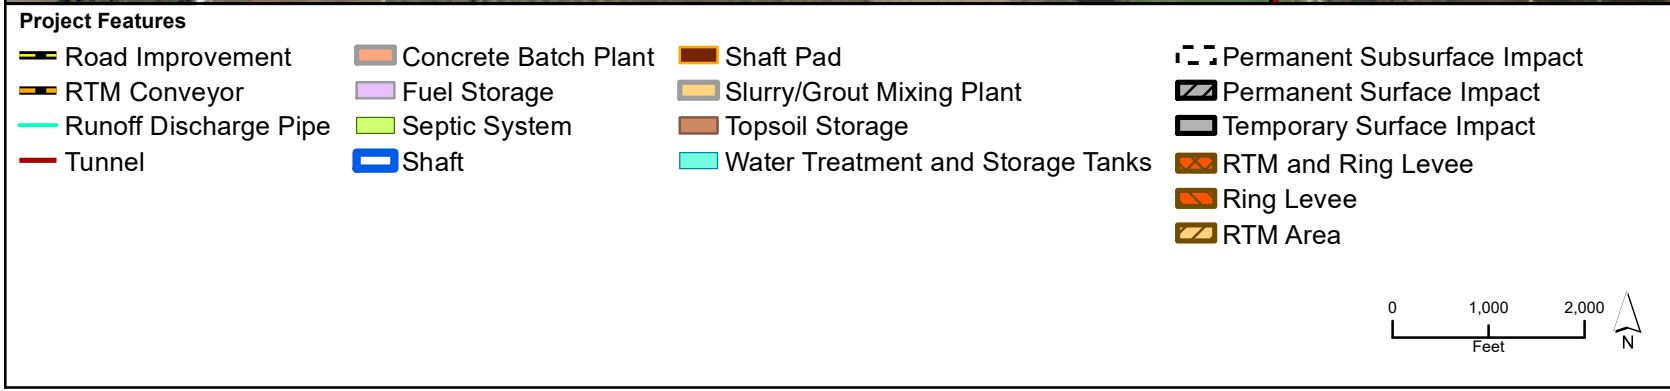 Project Features
Road Improvement
RTM Conveyor
Runoff Discharge Pipe
Tunnel
Concrete Batch Plant
Fuel Storage
Septic System
Shaft
Shaft Pad
Slurry/Grout Mixing Plant
Topsoil Storage
Water Treatment and Storage Tanks
Permanent Subsurface Impact
Permanent Surface Impact
Temporary Surface Impact
RTM and Ring Levee
Ring Levee
RTM Area
0 1,000 2,000
Feet
N